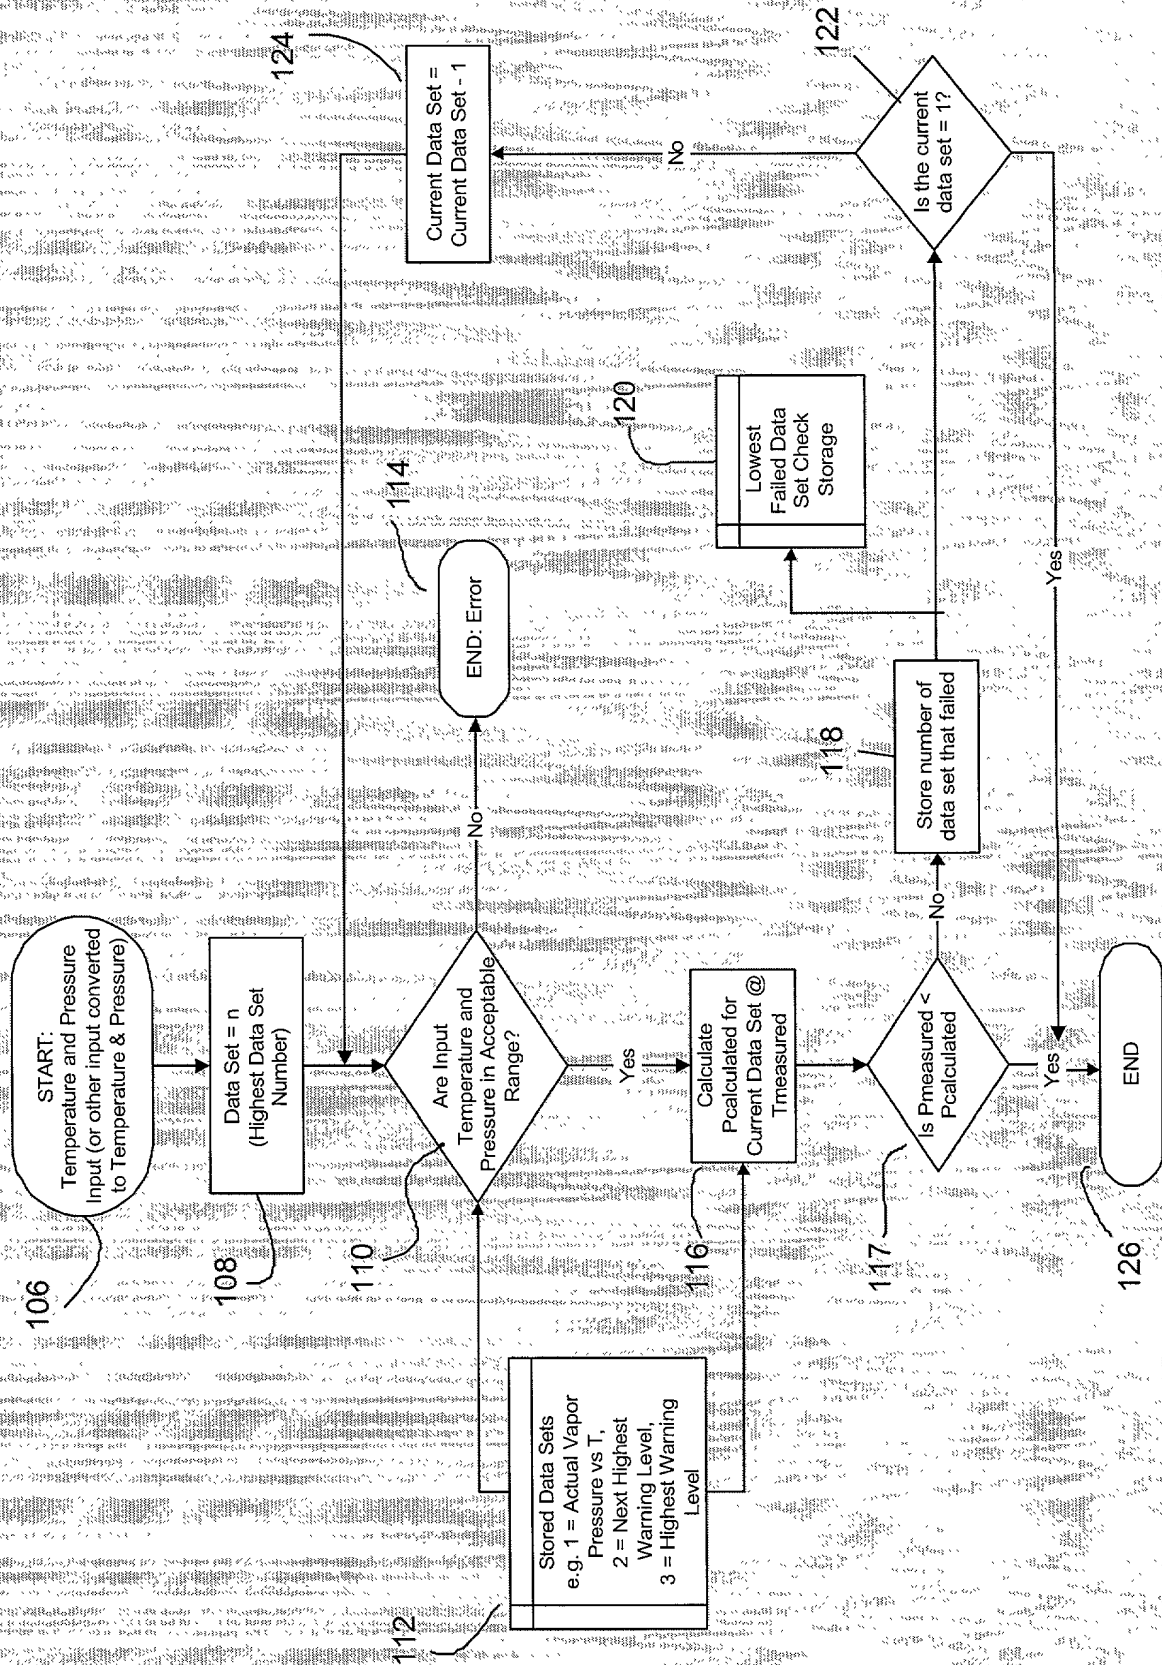 106
START:
Temperature and Pressure
Input (or other input converted
to Temperature & Pressure)
108
Data Set = n
(Highest Data Set
Number)
110
Are Input
Temperature and
Pressure in Acceptable
Range?
No
114
END: Error
Yes
112
Stored Data Sets
e.g. 1 = Actual Vapor
Pressure vs T,
2 = Next Highest
Warning Level,
3 = Highest Warning
Level
116
Calculate
Pcalculated for
Current Data Set @
Tmeasured
117
Is Pmeasured <
Pcalculated
No
118
Store number of
data set that failed
120
Lowest
Failed Data
Set Check
Storage
122
Is the current
data set = 1?
No
124
Current Data Set =
Current Data Set - 1
Yes
Yes
126
END